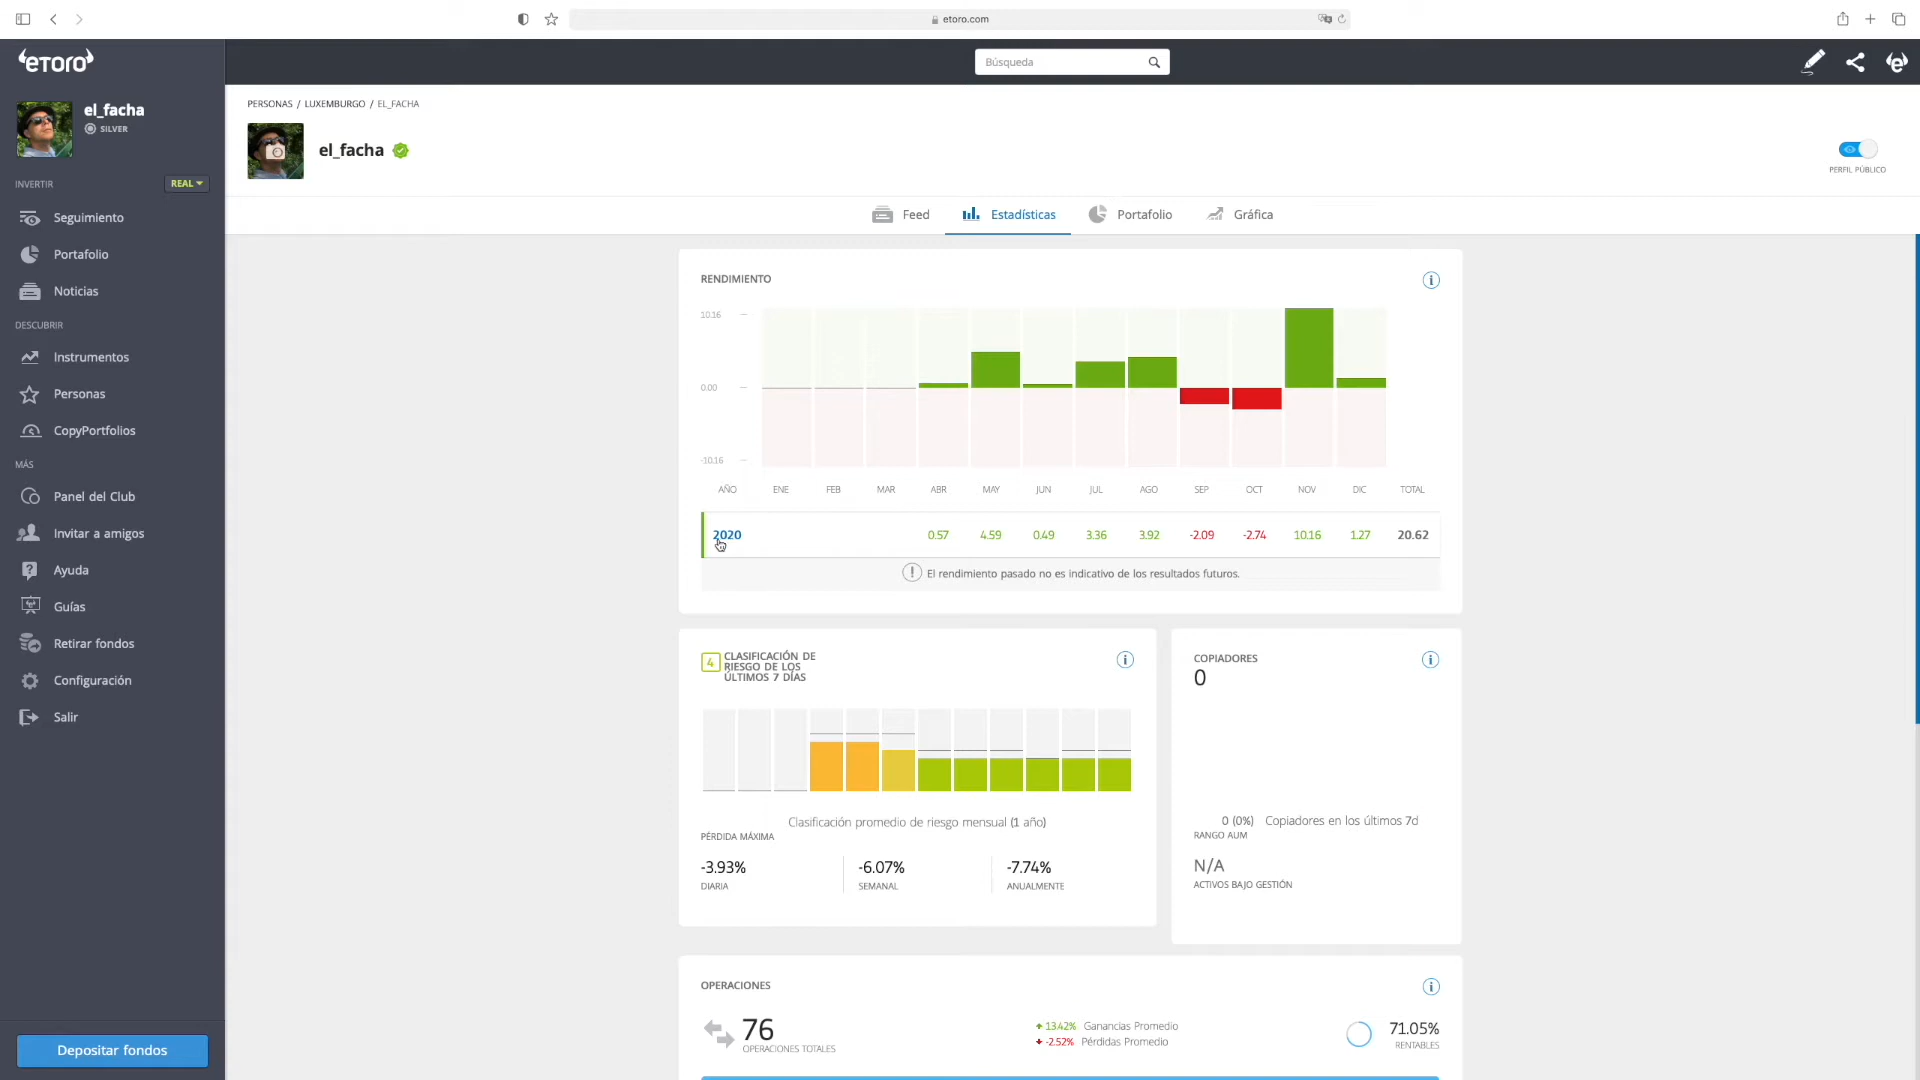 etoro.com
eToro
Búsqueda
el_facha
SILVER
INVERTIR
REAL
Seguimiento
Portafolio
Noticias
DESCUBRIR
Instrumentos
Personas
CopyPortfolios
MÁS
Panel del Club
Invitar a amigos
Ayuda
Guías
Retirar fondos
Configuración
Salir
Depositar fondos
PERSONAS / LUXEMBURGO / EL_FACHA
el_facha
PERFIL PÚBLICO
Feed
Estadísticas
Portafolio
Gráfica
RENDIMIENTO
10.16
0.00
-10.16
AÑO ENE FEB MAR ABR MAY JUN JUL AGO SEP OCT NOV DIC TOTAL
2020 0.57 4.59 0.49 3.36 3.92 -2.09 -2.74 10.16 1.27 20.62
El rendimiento pasado no es indicativo de los resultados futuros.
4
CLASIFICACIÓN DE
RIESGO DE LOS
ÚLTIMOS 7 DÍAS
Clasificación promedio de riesgo mensual (1 año)
PÉRDIDA MÁXIMA
-3.93% -6.07% -7.74%
DIARIA SEMANAL ANUALMENTE
COPIADORES
0
0 (0%) Copiadores en los últimos 7d
RANGO AUM
N/A
ACTIVOS BAJO GESTIÓN
OPERACIONES
76
OPERACIONES TOTALES
13.42% Ganancias Promedio
-2.52% Pérdidas Promedio
71.05%
RENTABLES